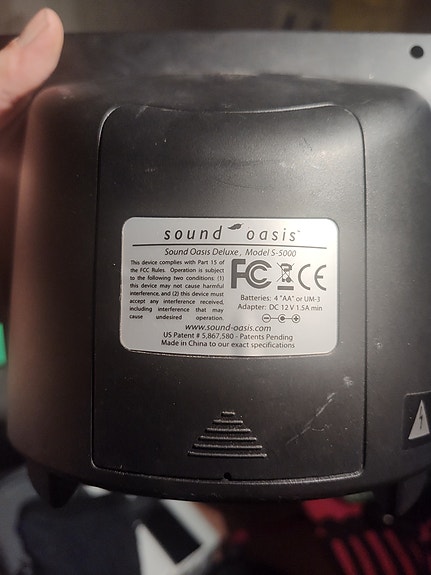 sound oasis™
Sound Oasis Deluxe, Model S-5000
This device complies with Part 15 of
the FCC Rules. Operation is subject
to the following two conditions: (1)
this device may not cause harmful
interference, and (2) this device must
accept any interference received,
including interference that may
cause undesired operation.
FC CE
Batteries: 4 "AA" or UM-3
Adapter: DC 12 V 1.5A min
www.sound-oasis.com
US Patent # 5,867,580 - Patents Pending
Made in China to our exact specifications